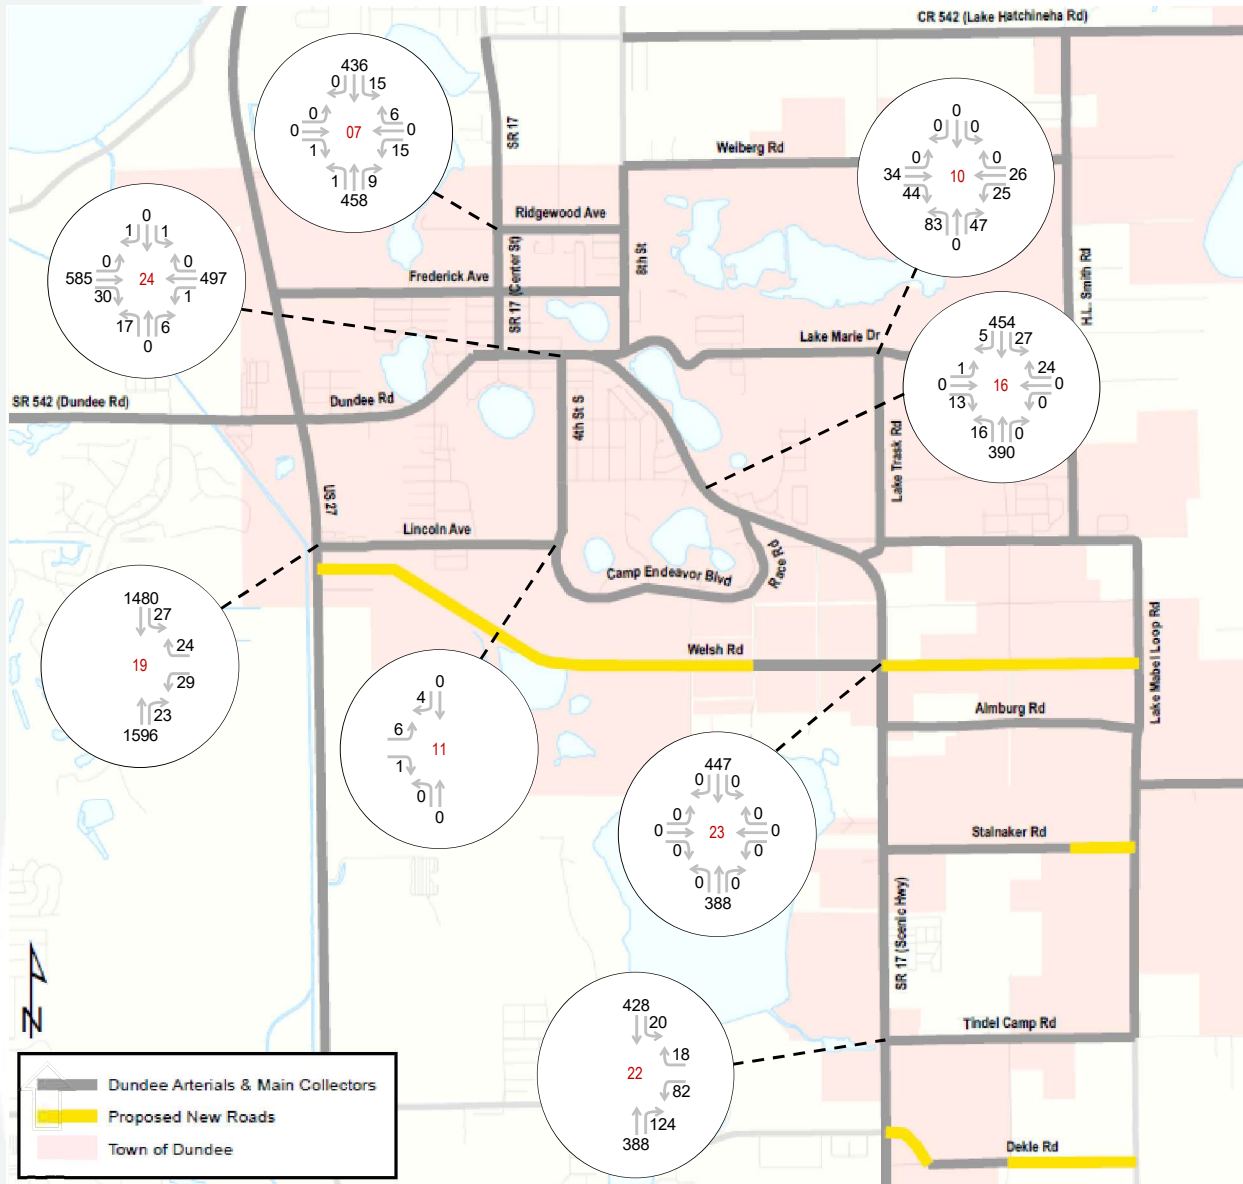 CR 542 (Lake Hatchineha Rd)
SR 17
Weiberg Rd
Ridgewood Ave
8th St
SR 17 (Center St)
Frederick Ave
H.L. Smith Rd
Lake Marie Dr
SR 542 (Dundee Rd)
Dundee Rd
4th St S
Lake Trask Rd
US 27
Lincoln Ave
Camp Endeavor Blvd
Race Rd
Welsh Rd
Lake Mabel Loop Rd
Almburg Rd
Stalnaker Rd
SR 17 (Scenic Hwy)
Tindel Camp Rd
Dekle Rd
436
0 15
0 6
0 07 0
1 15
1 9
458
0
0 0
0 0
34 10 26
44 25
83 47
0
0
1 1
0 0
585 24 497
30 1
17 6
0
454
5 27
1 24
0 16 0
13 0
16 0
390
1480
27
24
19
29
23
1596
0
4
6
11
1
0
0
447
0 0
0 0
0 23 0
0 0
0 0
388
428
20
18
22
82
124
388
N
Dundee Arterials & Main Collectors
Proposed New Roads
Town of Dundee